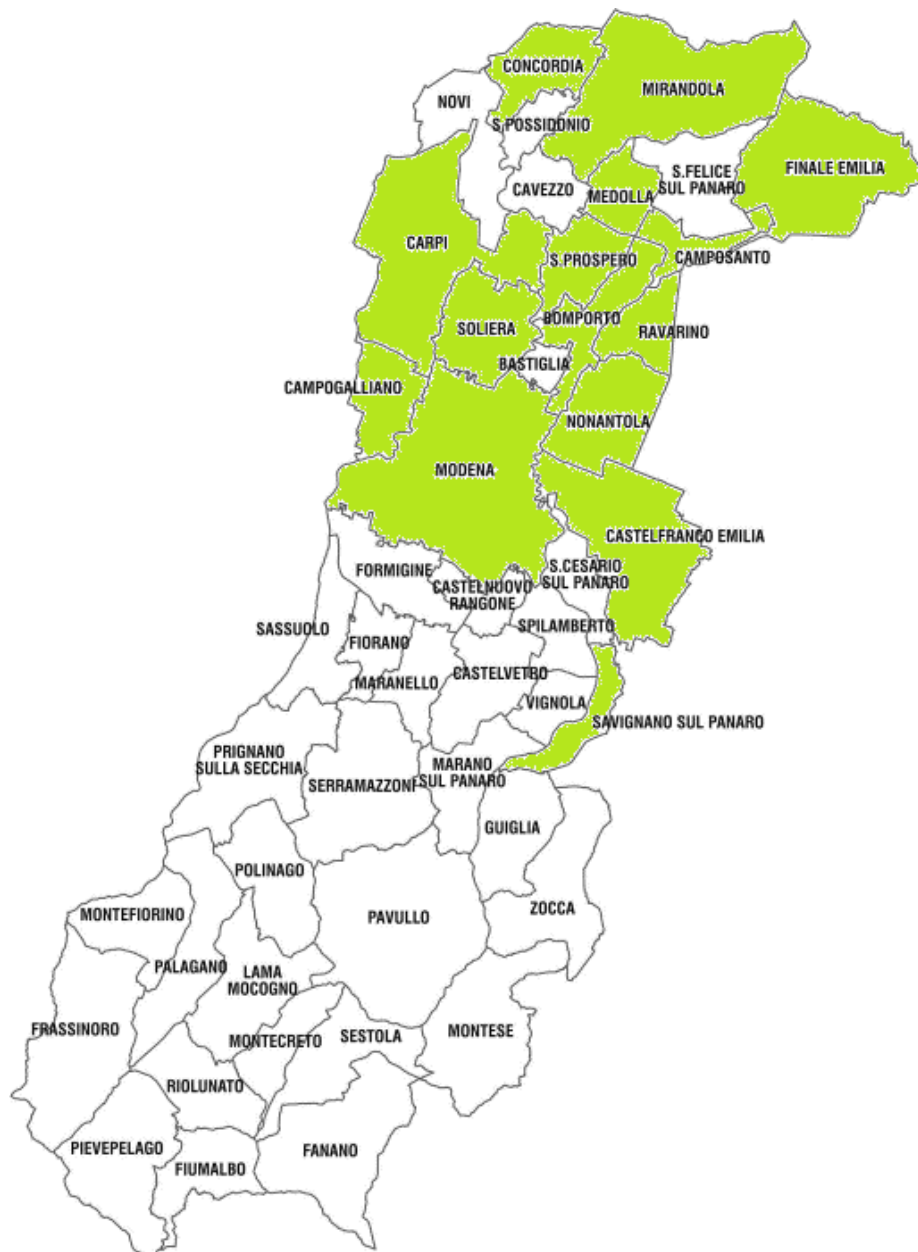 CONCORDIA
MIRANDOLA
NOVI
S.POSSIDONIO
S.FELICE
SUL PANARO
FINALE EMILIA
CAVEZZO
MEDOLLA
CARPI
S.PROSPERO
CAMPOSANTO
BOMPORTO
SOLIERA
RAVARINO
BASTIGLIA
CAMPOGALLIANO
NONANTOLA
MODENA
CASTELFRANCO EMILIA
FORMIGINE
S.CESARIO
SUL PANARO
CASTELNUOVO
RANGONE
SPILAMBERTO
SASSUOLO
FIORANO
MARANELLO
CASTELVETRO
VIGNOLA
SAVIGNANO SUL PANARO
PRIGNANO
SULLA SECCHIA
MARANO
SUL PANARO
SERRAMAZZONI
GUIGLIA
POLINAGO
ZOCCA
MONTEFIORINO
PAVULLO
PALAGANO
LAMA
MOCOGNO
FRASSINORO
MONTECRETO
SESTOLA
MONTESE
RIOLUNATO
PIEVEPELAGO
FIUMALBO
FANANO